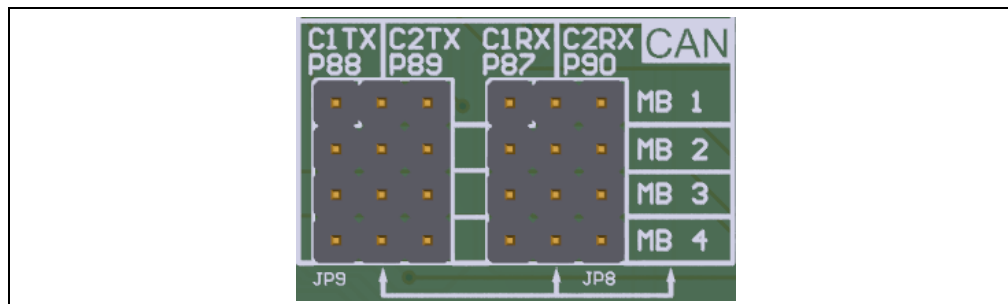 C1TX C2TX C1RX C2RX CAN
P88 P89 P87 P90
MB 1
MB 2
MB 3
MB 4
JP9 JP8